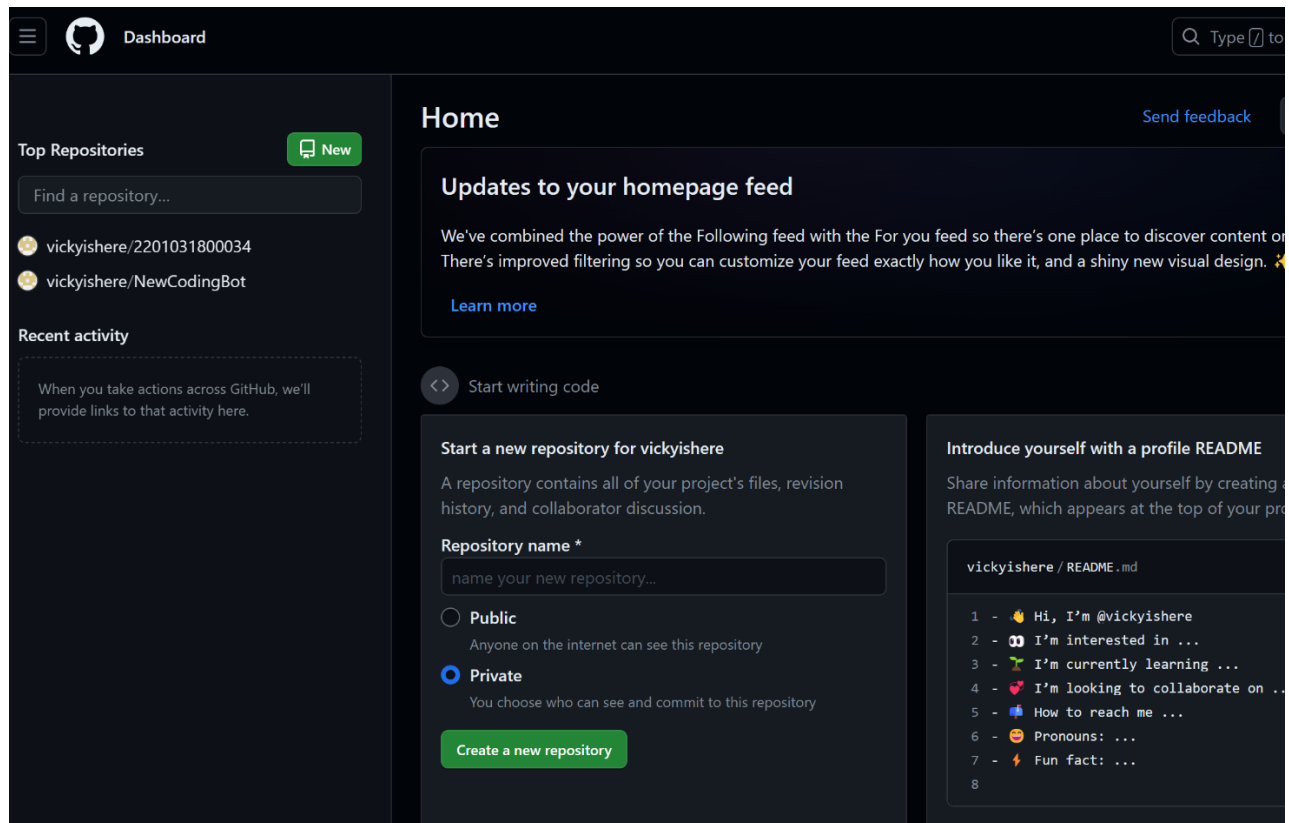 Dashboard
Type / to
Top Repositories
New
Find a repository...
vickyishere/2201031800034
vickyishere/NewCodingBot
Recent activity
When you take actions across GitHub, we'll
provide links to that activity here.
Home
Send feedback
Updates to your homepage feed
We've combined the power of the Following feed with the For you feed so there's one place to discover content on
There's improved filtering so you can customize your feed exactly how you like it, and a shiny new visual design. ✨
Learn more
Start writing code
Start a new repository for vickyishere
A repository contains all of your project's files, revision
history, and collaborator discussion.
Repository name *
name your new repository...
Public
Anyone on the internet can see this repository
Private
You choose who can see and commit to this repository
Create a new repository
Introduce yourself with a profile README
Share information about yourself by creating
README, which appears at the top of your
vickyishere / README.md
1 - 👋 Hi, I'm @vickyishere
2 - 👀 I'm interested in ...
3 - 🌱 I'm currently learning ...
4 - 💞️ I'm looking to collaborate on ..
5 - 📫 How to reach me ...
6 - 😄 Pronouns: ...
7 - ⚡ Fun fact: ...
8